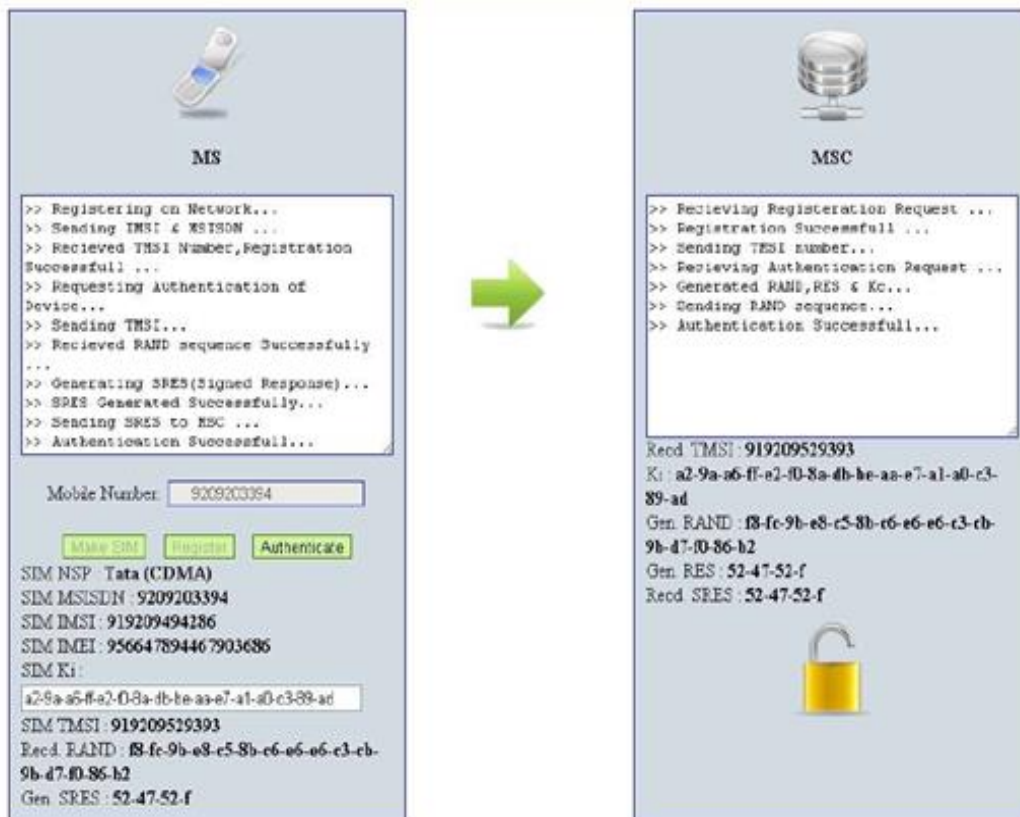 MS
>> Registering on Network...
>> Sending IMSI & MSISDN ...
>> Recieved TMSI Number,Registration
Successfull ...
>> Requesting Authentication of
Device...
>> Sending TMSI...
>> Recieved RAND sequence Successfully
...
>> Generating SRES(Signed Response)...
>> SRES Generated Successfully...
>> Sending SRES to MSC ...
>> Authentication Successfull...
Mobile Number: 9209203394
Make SIM Register Authenticate
SIM NSP : Tata (CDMA)
SIM MSISDN : 9209203394
SIM IMSI : 919209494286
SIM IMEI : 956647894467903686
SIM Ki :
a2-9a-a6-ff-e2-f0-8a-db-be-aa-e7-a1-a0-c3-89-ad
SIM TMSI : 919209529393
Recd. RAND : f8-fc-9b-e8-c5-8b-c6-e6-e6-c3-cb-
9b-d7-f0-86-b2
Gen. SRES : 52-47-52-f
MSC
>> Recieving Registeration Request ...
>> Registration Successfull ...
>> Sending TMSI number...
>> Recieving Authentication Request ...
>> Generated RAND,RES & Kc...
>> Sending RAND sequence...
>> Authentication Successfull...
Recd. TMSI : 919209529393
Ki : a2-9a-a6-ff-e2-f0-8a-db-be-aa-e7-a1-a0-c3-
89-ad
Gen. RAND : f8-fc-9b-e8-c5-8b-c6-e6-e6-c3-cb-
9b-d7-f0-86-b2
Gen. RES : 52-47-52-f
Recd. SRES : 52-47-52-f